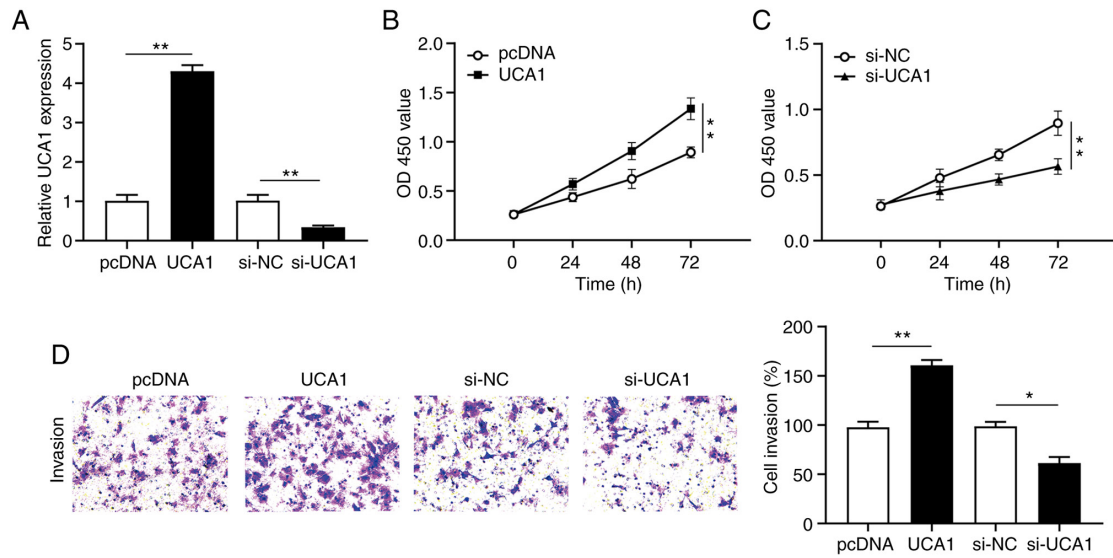 A
Relative UCA1 expression
5
4
3
2
1
0
**
**
pcDNA UCA1 si-NC si-UCA1
B
OD 450 value
2.0
1.5
1.0
0.5
0.0
pcDNA
UCA1
**
0 24 48 72
Time (h)
C
OD 450 value
1.5
1.0
0.5
0.0
si-NC
si-UCA1
**
0 24 48 72
Time (h)
D
pcDNA UCA1 si-NC si-UCA1
Invasion
Cell invasion (%)
200
150
100
50
0
**
*
pcDNA UCA1 si-NC si-UCA1